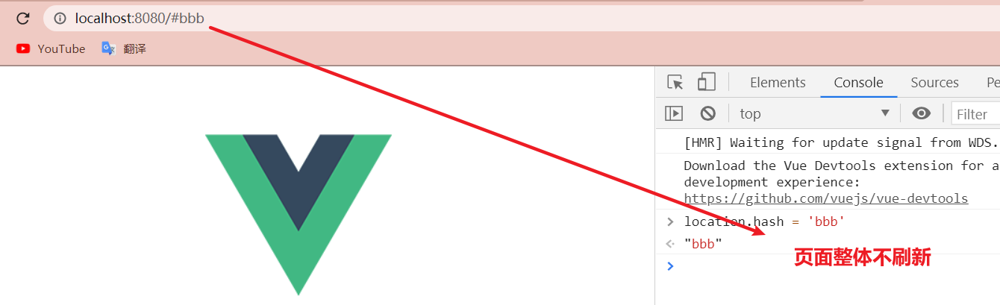 localhost:8080/#bbb
YouTube 翻译
Elements Console Sources Pe
top Filter
[HMR] Waiting for update signal from WDS.
Download the Vue Devtools extension for a
development experience:
https://github.com/vuejs/vue-devtools
> location.hash = 'bbb'
"bbb"
页面整体不刷新
>